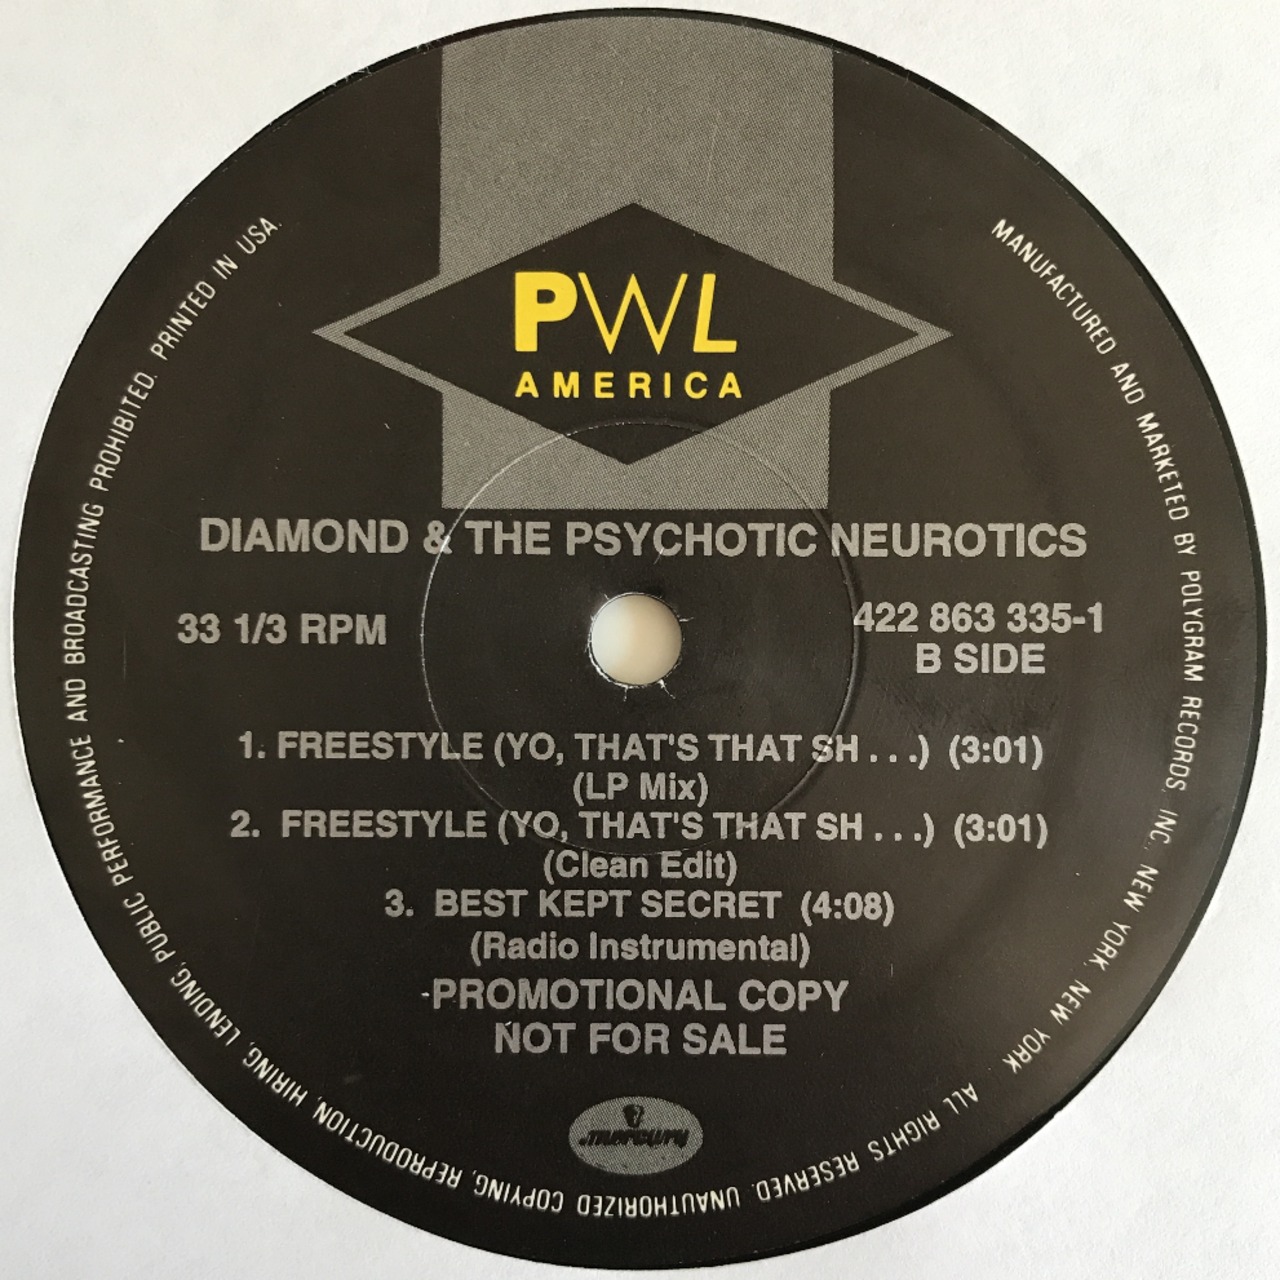 PWL
AMERICA
DIAMOND & THE PSYCHOTIC NEUROTICS
33 1/3 RPM
422 863 335-1
B SIDE
1. FREESTYLE (YO, THAT'S THAT SH . . .) (3:01)
(LP Mix)
2. FREESTYLE (YO, THAT'S THAT SH . . .) (3:01)
(Clean Edit)
3. BEST KEPT SECRET (4:08)
(Radio Instrumental)
PROMOTIONAL COPY
NOT FOR SALE
mercury
MANUFACTURED AND MARKETED BY POLYGRAM RECORDS, INC., NEW YORK, NEW YORK ALL RIGHTS RESERVED. UNAUTHORIZED COPYING, REPRODUCTION, HIRING, LENDING, PUBLIC PERFORMANCE AND BROADCASTING PROHIBITED. PRINTED IN USA.